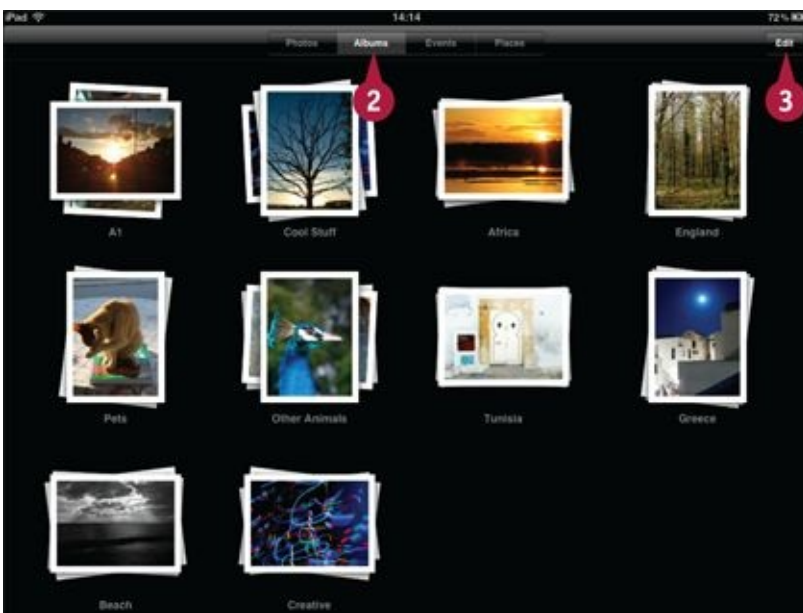 iPad 14:14 72%
Photos Albums Events Places Edit
2 3
A1 Cool Stuff Africa England
Pets Other Animals Tunisia Greece
Beach Creative